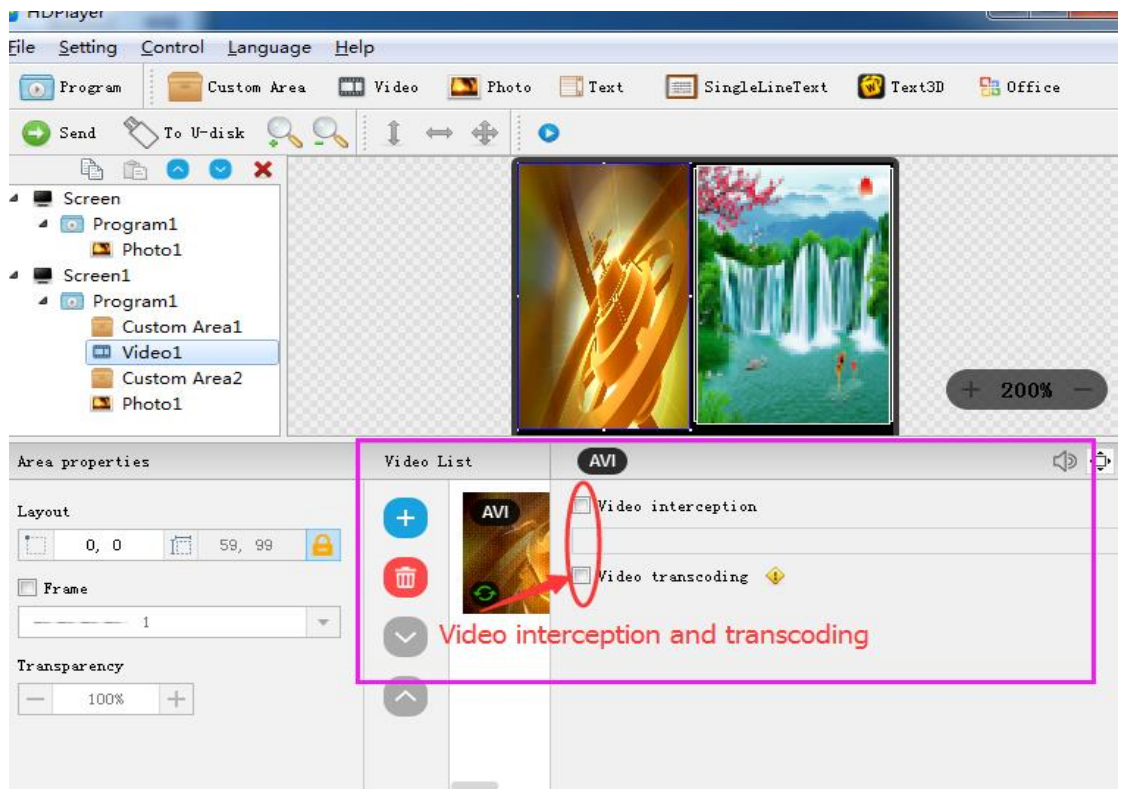 HDPlayer
File Setting Control Language Help
Program Custom Area Video Photo Text SingleLineText Text3D Office
Send To U-disk
Screen
Program1
Photo1
Screen1
Program1
Custom Area1
Video1
Custom Area2
Photo1
+ 200% −
Area properties
Video List
AVI
Layout
0, 0 59, 99
Frame
1
Transparency
— 100% +
AVI
Video interception
Video transcoding
Video interception and transcoding